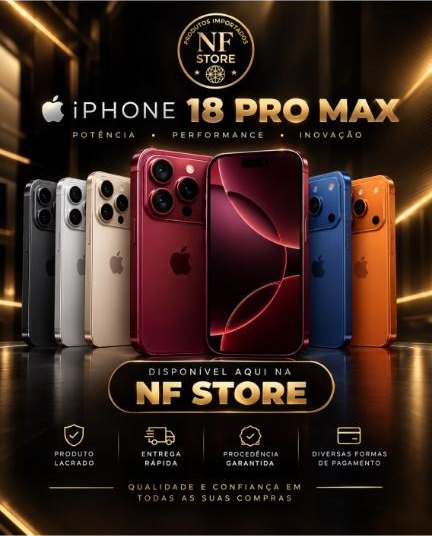 PRODUTOS IMPORTADOS
NF
STORE
iPHONE 18 PRO MAX
POTÊNCIA • PERFORMANCE • INOVAÇÃO
DISPONÍVEL AQUI NA
NF STORE
PRODUTO
LACRADO
ENTREGA
RÁPIDA
PROCEDÊNCIA
GARANTIDA
DIVERSAS FORMAS
DE PAGAMENTO
QUALIDADE E CONFIANÇA EM
TODAS AS SUAS COMPRAS